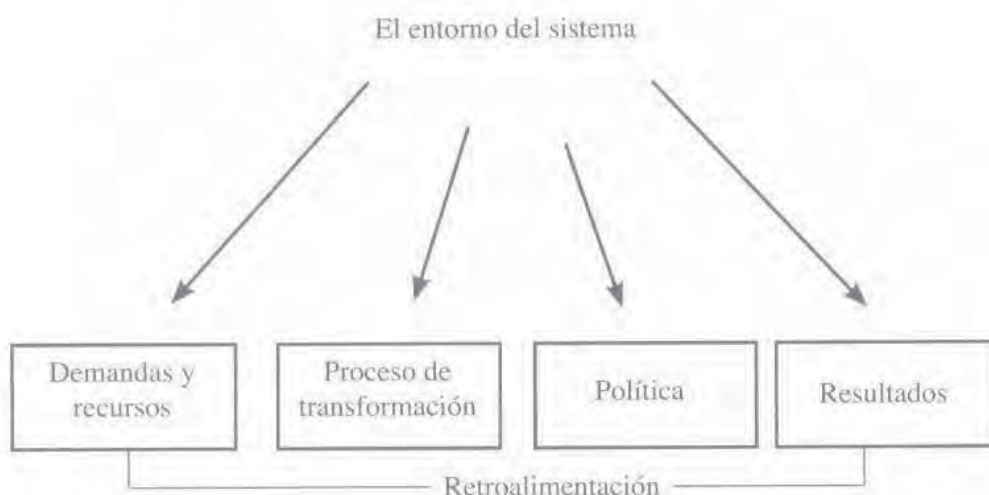 El entorno del sistema
Demandas y
recursos
Proceso de
transformación
Política
Resultados
Retroalimentación